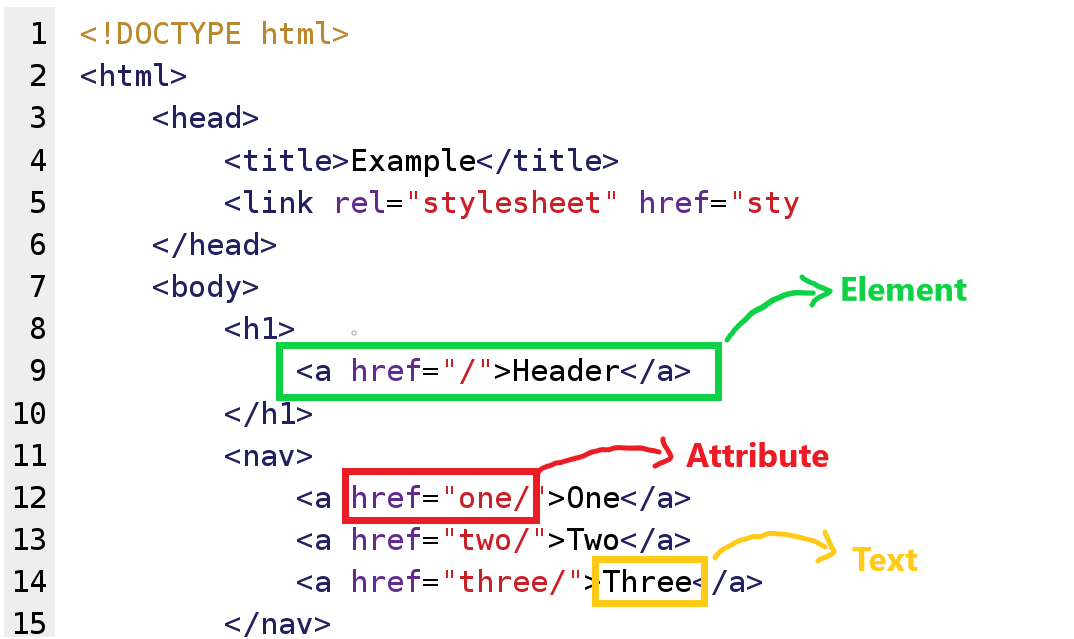 1 <!DOCTYPE html>
2 <html>
3 <head>
4 <title>Example</title>
5 <link rel="stylesheet" href="sty
6 </head>
7 <body>
Element
8 <h1>
9 <a href="/">Header</a>
10 </h1>
11 <nav>
Attribute
12 <a href="one/">One</a>
13 <a href="two/">Two</a>
Text
14 <a href="three/">Three</a>
15 </nav>